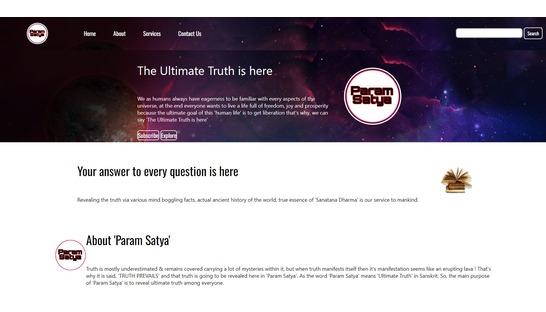 Param Satya
Home About Services Contact Us
Search
The Ultimate Truth is here
We as humans always have eagerness to be familiar with every aspects of the
universe, at the end everyone wants to live a life full of freedom, joy and prosperity
because the ultimate goal of this 'human life' is to get liberation that's why, we can
say 'The Ultimate Truth is here'
Subscribe Explore
Param
Satya
Your answer to every question is here
Revealing the truth via various mind boggling facts, actual ancient history of the world, true essence of 'Sanatana Dharma' is our service to mankind.
Param
Satya
About 'Param Satya'
Truth is mostly underestimated & remains covered carrying a lot of mysteries within it, but when truth manifests itself then it's manifestation seems like an erupting lava ! That's
why it is said, 'TRUTH PREVAILS' and that truth is going to be revealed here in 'Param Satya'. As the word 'Param Satya' means 'Ultimate Truth' in Sanskrit. So, the main purpose
of 'Param Satya' is to reveal ultimate truth among everyone.